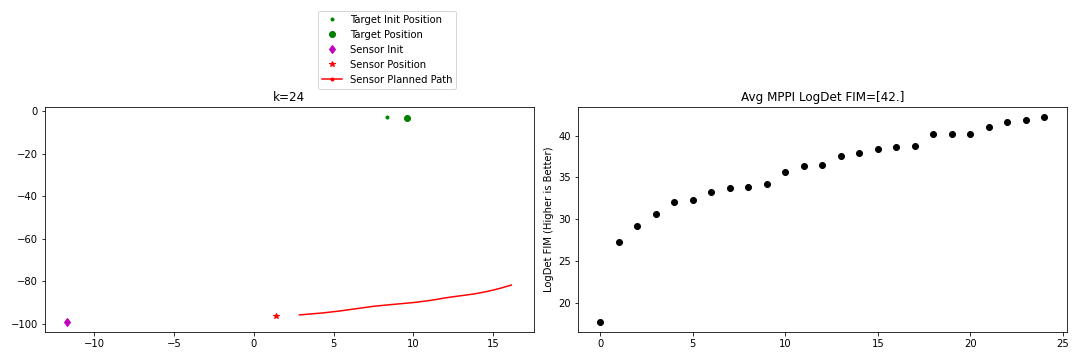 Target Init Position
Target Position
Sensor Init
Sensor Position
Sensor Planned Path
k=24
0
−20
−40
−60
−80
−100
−10
−5
0
5
10
15
Avg MPPI LogDet FIM=[42.]
LogDet FIM (Higher is Better)
40
35
30
25
20
0
5
10
15
20
25